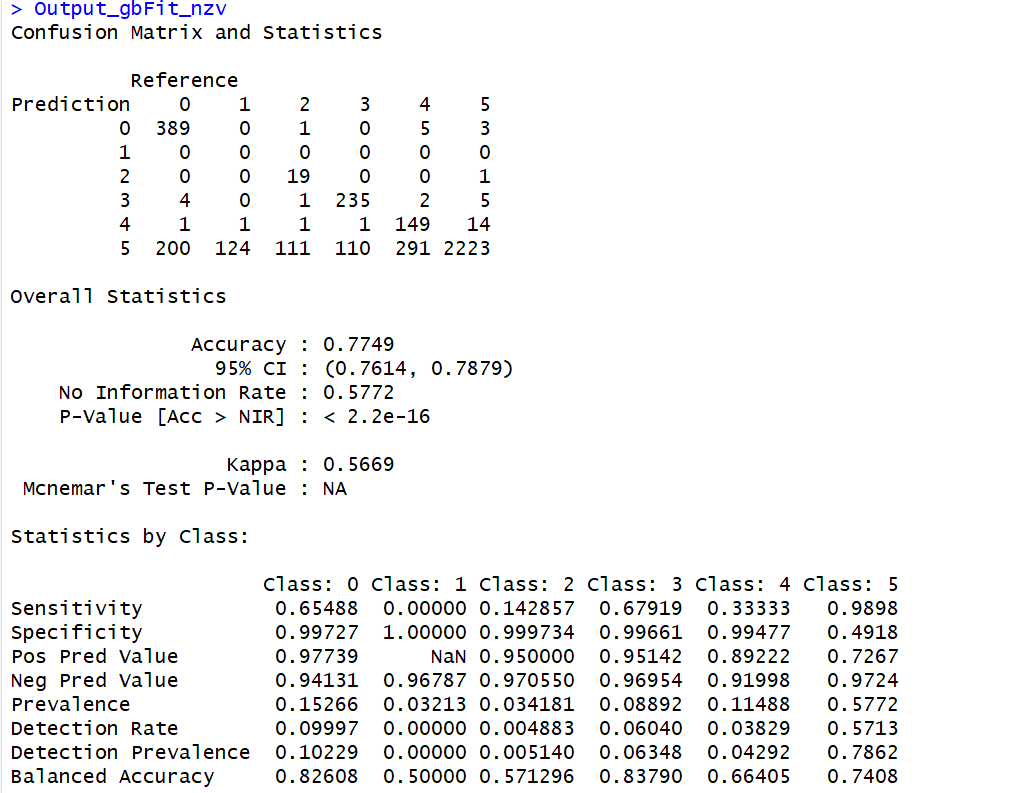 > Output_gbFit_nzv
Confusion Matrix and Statistics
Reference
Prediction 0 1 2 3 4 5
0 389 0 1 0 5 3
1 0 0 0 0 0 0
2 0 0 19 0 0 1
3 4 0 1 235 2 5
4 1 1 1 1 149 14
5 200 124 111 110 291 2223
Overall Statistics
Accuracy : 0.7749
95% CI : (0.7614, 0.7879)
No Information Rate : 0.5772
P-Value [Acc > NIR] : < 2.2e-16
Kappa : 0.5669
Mcnemar's Test P-Value : NA
Statistics by Class:
Class: 0 Class: 1 Class: 2 Class: 3 Class: 4 Class: 5
Sensitivity 0.65488 0.00000 0.142857 0.67919 0.33333 0.9898
Specificity 0.99727 1.00000 0.999734 0.99661 0.99477 0.4918
Pos Pred Value 0.97739 NaN 0.950000 0.95142 0.89222 0.7267
Neg Pred Value 0.94131 0.96787 0.970550 0.96954 0.91998 0.9724
Prevalence 0.15266 0.03213 0.034181 0.08892 0.11488 0.5772
Detection Rate 0.09997 0.00000 0.004883 0.06040 0.03829 0.5713
Detection Prevalence 0.10229 0.00000 0.005140 0.06348 0.04292 0.7862
Balanced Accuracy 0.82608 0.50000 0.571296 0.83790 0.66405 0.7408